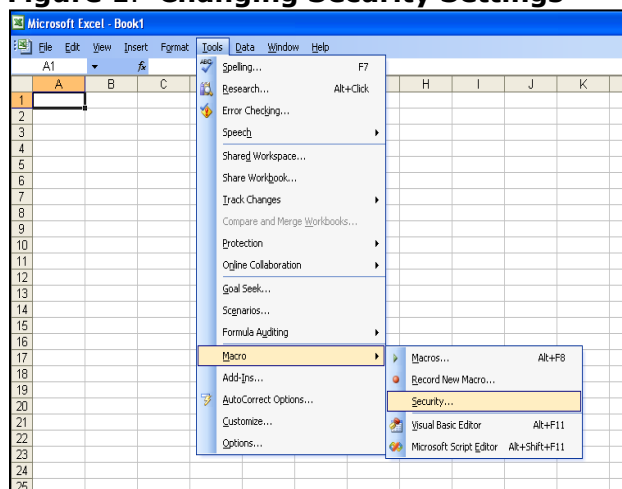 Figure 1. Changing Security Settings
Microsoft Excel - Book1
File Edit View Insert Format Tools Data Window Help
A1 fx
A B C H I J K
Spelling... F7
Research... Alt+Click
Error Checking...
Speech
Shared Workspace...
Share Workbook...
Track Changes
Compare and Merge Workbooks...
Protection
Online Collaboration
Goal Seek...
Scenarios...
Formula Auditing
Macro
Add-Ins...
AutoCorrect Options...
Customize...
Options...
Macros... Alt+F8
Record New Macro...
Security...
Visual Basic Editor Alt+F11
Microsoft Script Editor Alt+Shift+F11
1
2
3
4
5
6
7
8
9
10
11
12
13
14
15
16
17
18
19
20
21
22
23
24
25